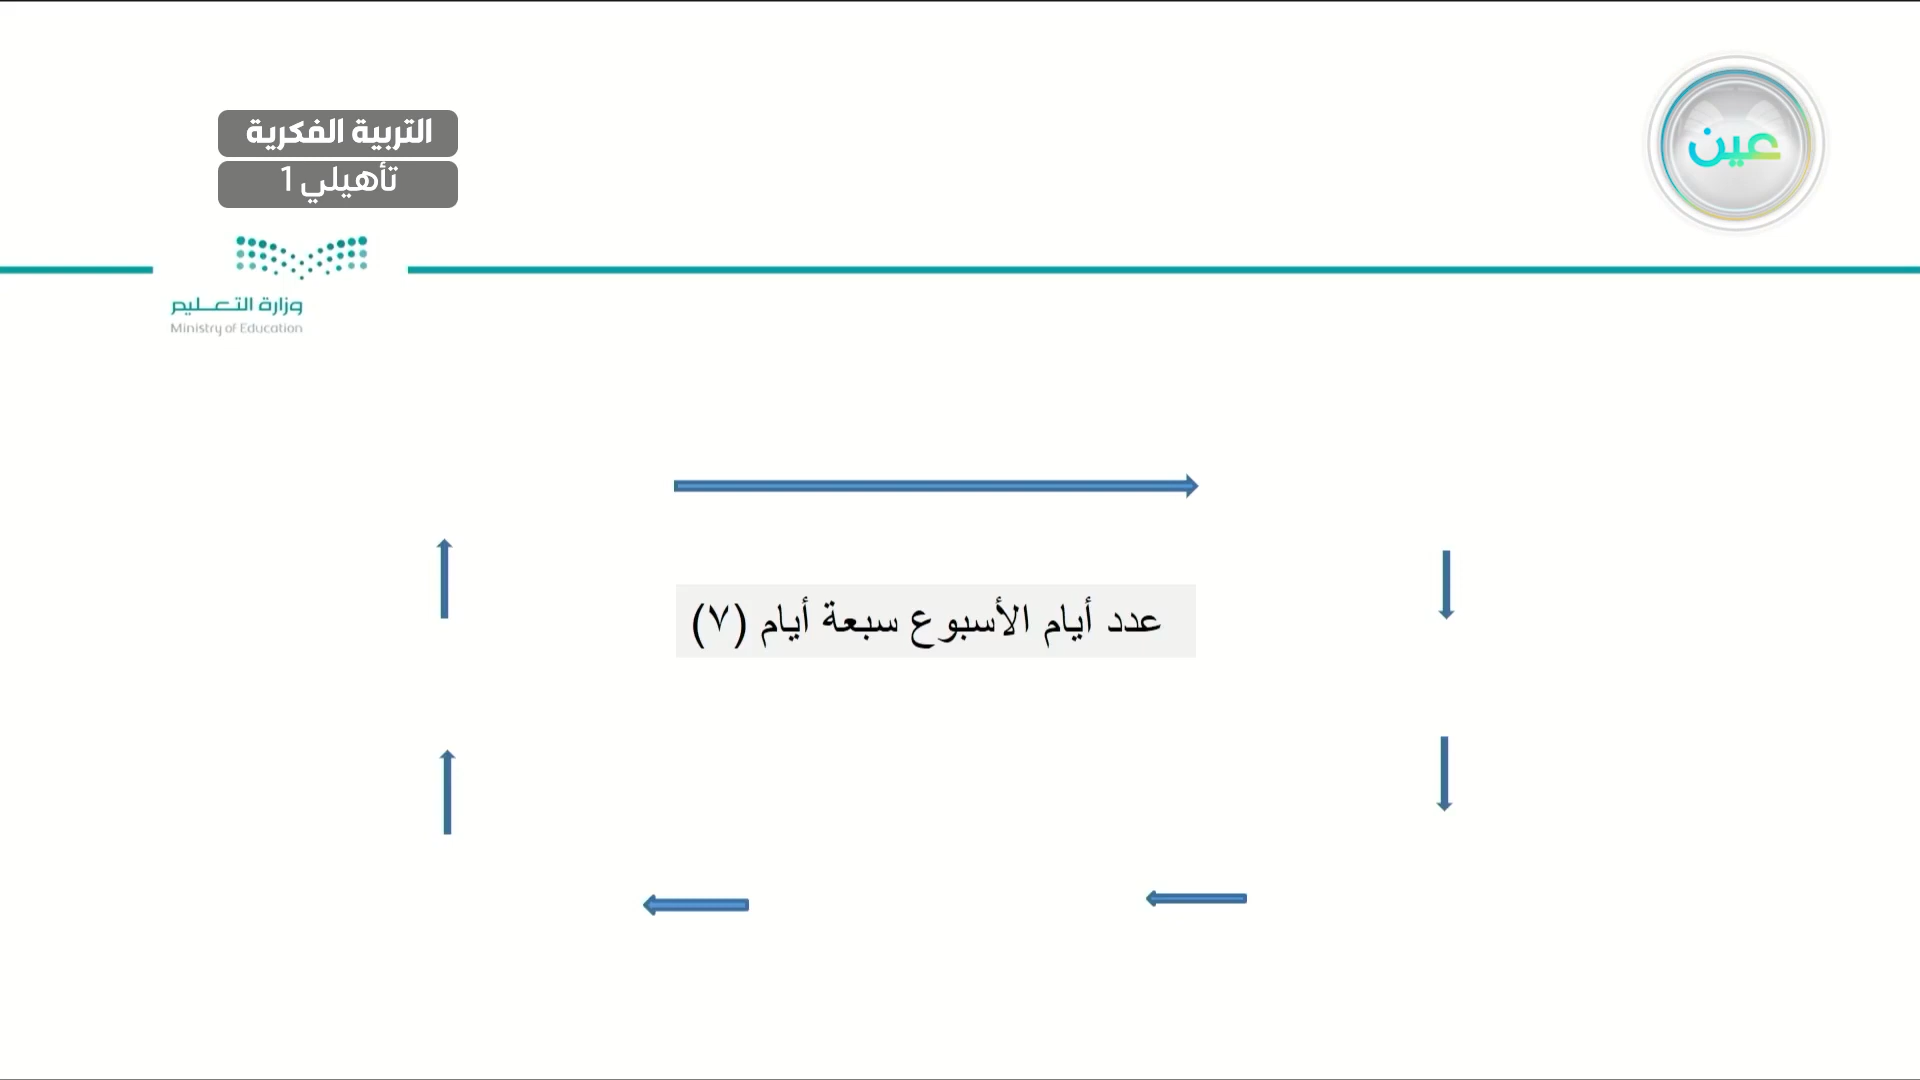 عين
التربية الفكرية
تأهيلي 1
وزارة التعليم
Ministry of Education
عدد أيام الأسبوع سبعة أيام (٧)